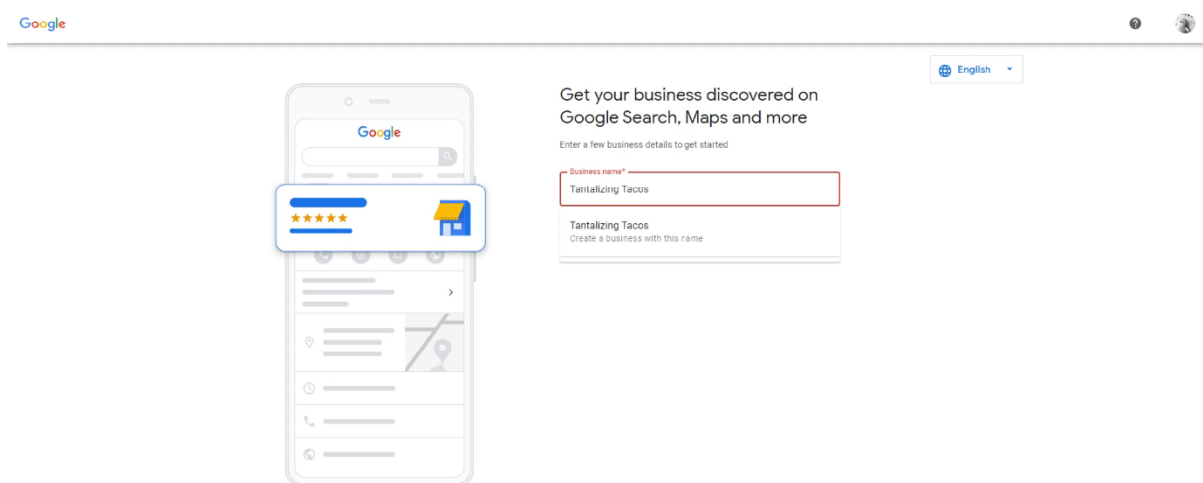 Google
English
Get your business discovered on
Google Search, Maps and more
Enter a few business details to get started
Business name*
Tantalizing Tacos
Tantalizing Tacos
Create a business with this name
Google